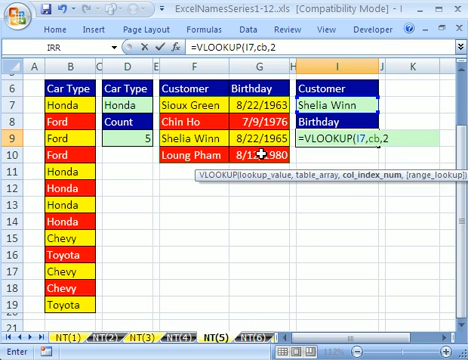 ExcelNamesSeries1-12..xls [Compatibility Mode] -
Home Insert Page Layout Formulas Data Review View Developer
IRR =VLOOKUP(I7,cb,2
A B C D E F G H I J K
6 Car Type Car Type Customer Birthday Customer
7 Honda Honda Sioux Green 8/22/1963 Shelia Winn
8 Ford Count Chin Ho 7/9/1976 Birthday
9 Ford 5 Shelia Winn 8/22/1965 =VLOOKUP(I7,cb,2
10 Ford Loung Pham 8/12/1980
VLOOKUP(lookup_value, table_array, col_index_num, [range_lookup])
11 Honda
12 Honda
13 Honda
14 Honda
15 Chevy
16 Toyota
17 Chevy
18 Chevy
19 Toyota
21
NT(1) NT(2) NT(3) NT(4) NT(5) NT(6)
Enter